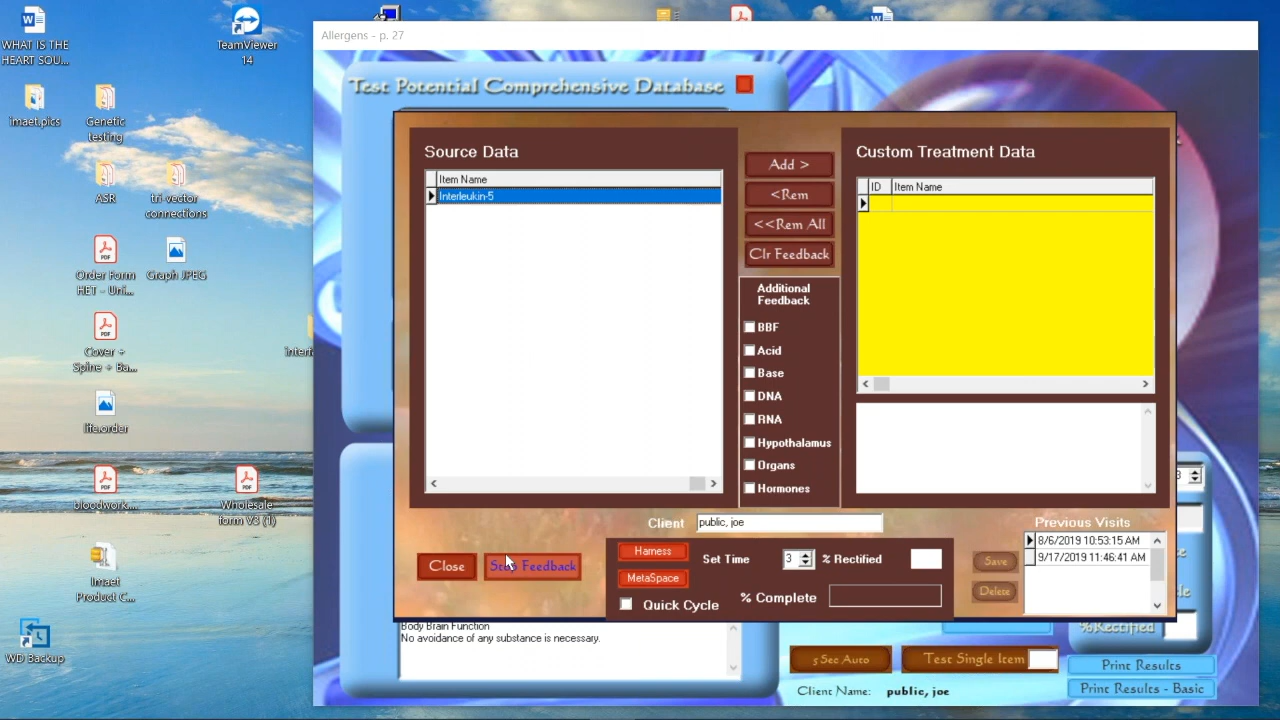 WHAT IS THE
HEART SOU...
TeamViewer
14
imaet.pics
Genetic
testing
ASR
tri-vector
connections
Order Form
HET - Uni...
Graph JPEG
Cover +
Spine + Ba...
life.order
bloodwork....
Wholesale
form V3 (1)
Imaet
Product C...
WD Backup
Allergens - p. 27
Test Potential Comprehensive Database
Source Data
Item Name
Interleukin-5
Add >
<Rem
<<Rem All
Clr Feedback
Additional
Feedback
BBF
Acid
Base
DNA
RNA
Hypothalamus
Organs
Hormones
Custom Treatment Data
ID Item Name
Client public, joe
Close
Feedback
Harness
MetaSpace
Quick Cycle
Set Time 3 % Rectified
% Complete
Save
Delete
Previous Visits
8/6/2019 10:53:15 AM
9/17/2019 11:46:41 AM
Body Brain Function
No avoidance of any substance is necessary.
%Rectified
5 Sec Auto
Test Single Item
Print Results
Print Results - Basic
Client Name: public, joe